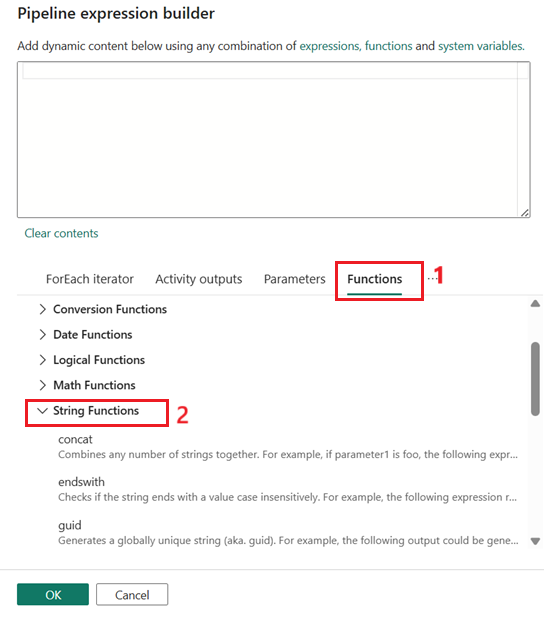 Pipeline expression builder
Add dynamic content below using any combination of expressions, functions and system variables.
Clear contents
ForEach iterator Activity outputs Parameters Functions ... 1
Conversion Functions
Date Functions
Logical Functions
Math Functions
String Functions 2
concat
Combines any number of strings together. For example, if parameter1 is foo, the following expr...
endswith
Checks if the string ends with a value case insensitively. For example, the following expression r...
guid
Generates a globally unique string (aka. guid). For example, the following output could be gene...
OK Cancel